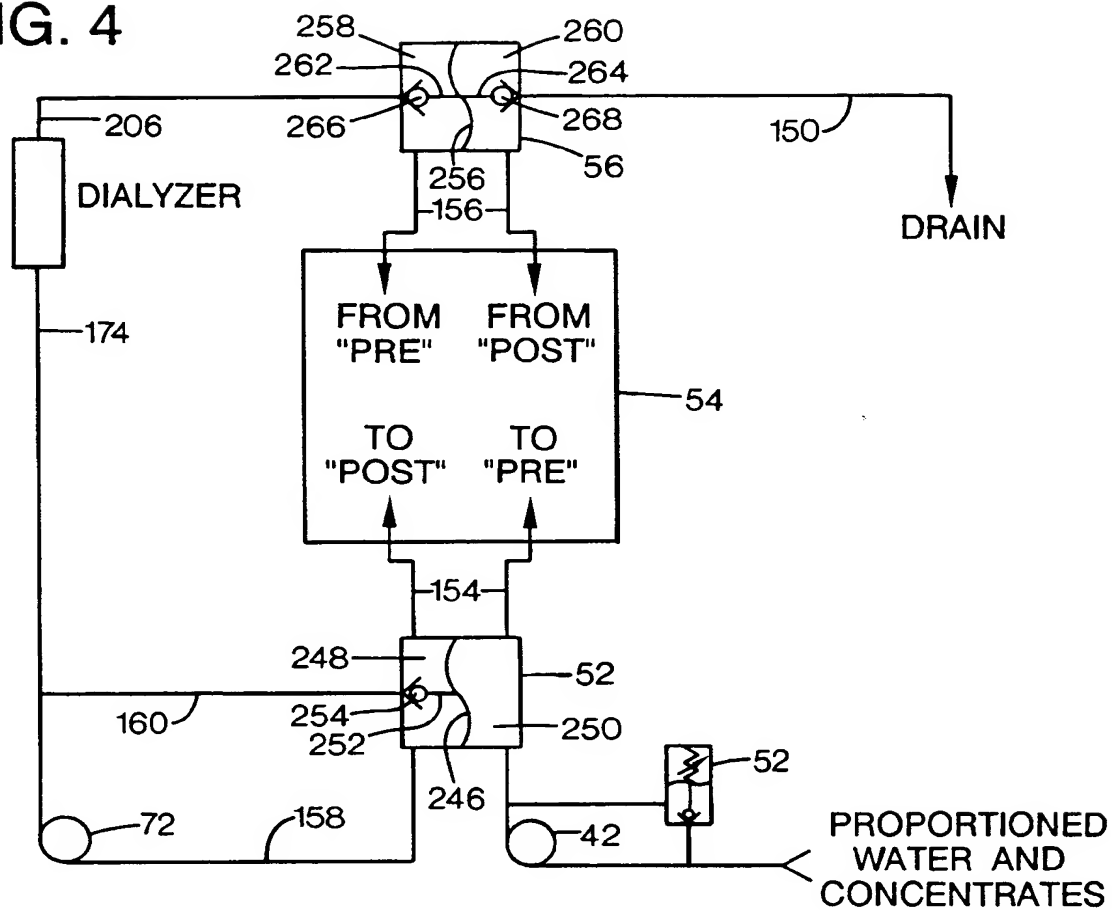 IG. 4
258
260
262
264
206
266
268
150
256
56
DIALYZER
156
DRAIN
FROM
"PRE"
FROM
"POST"
174
54
TO
"POST"
TO
"PRE"
154
248
52
254
160
252
250
52
246
72
158
42
PROPORTIONED
WATER AND
CONCENTRATES